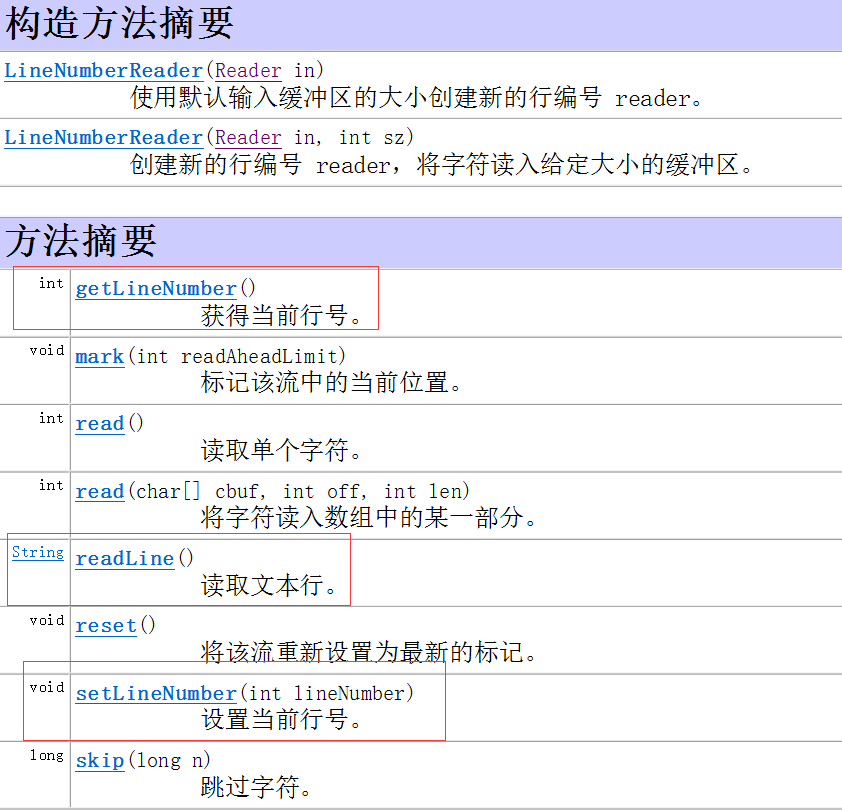 构造方法摘要
LineNumberReader(Reader in)
使用默认输入缓冲区的大小创建新的行编号 reader。
LineNumberReader(Reader in, int sz)
创建新的行编号 reader，将字符读入给定大小的缓冲区。
方法摘要
int getLineNumber()
获得当前行号。
void mark(int readAheadLimit)
标记该流中的当前位置。
int read()
读取单个字符。
int read(char[] cbuf, int off, int len)
将字符读入数组中的某一部分。
String readLine()
读取文本行。
void reset()
将该流重新设置为最新的标记。
void setLineNumber(int lineNumber)
设置当前行号。
long skip(long n)
跳过字符。